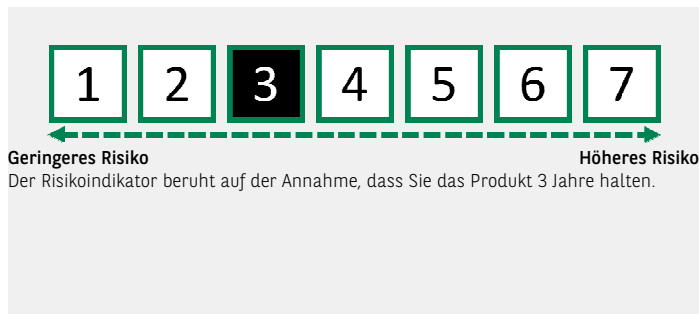 1 2 3 4 5 6 7
Geringeres Risiko Höheres Risiko
Der Risikoindikator beruht auf der Annahme, dass Sie das Produkt 3 Jahre halten.